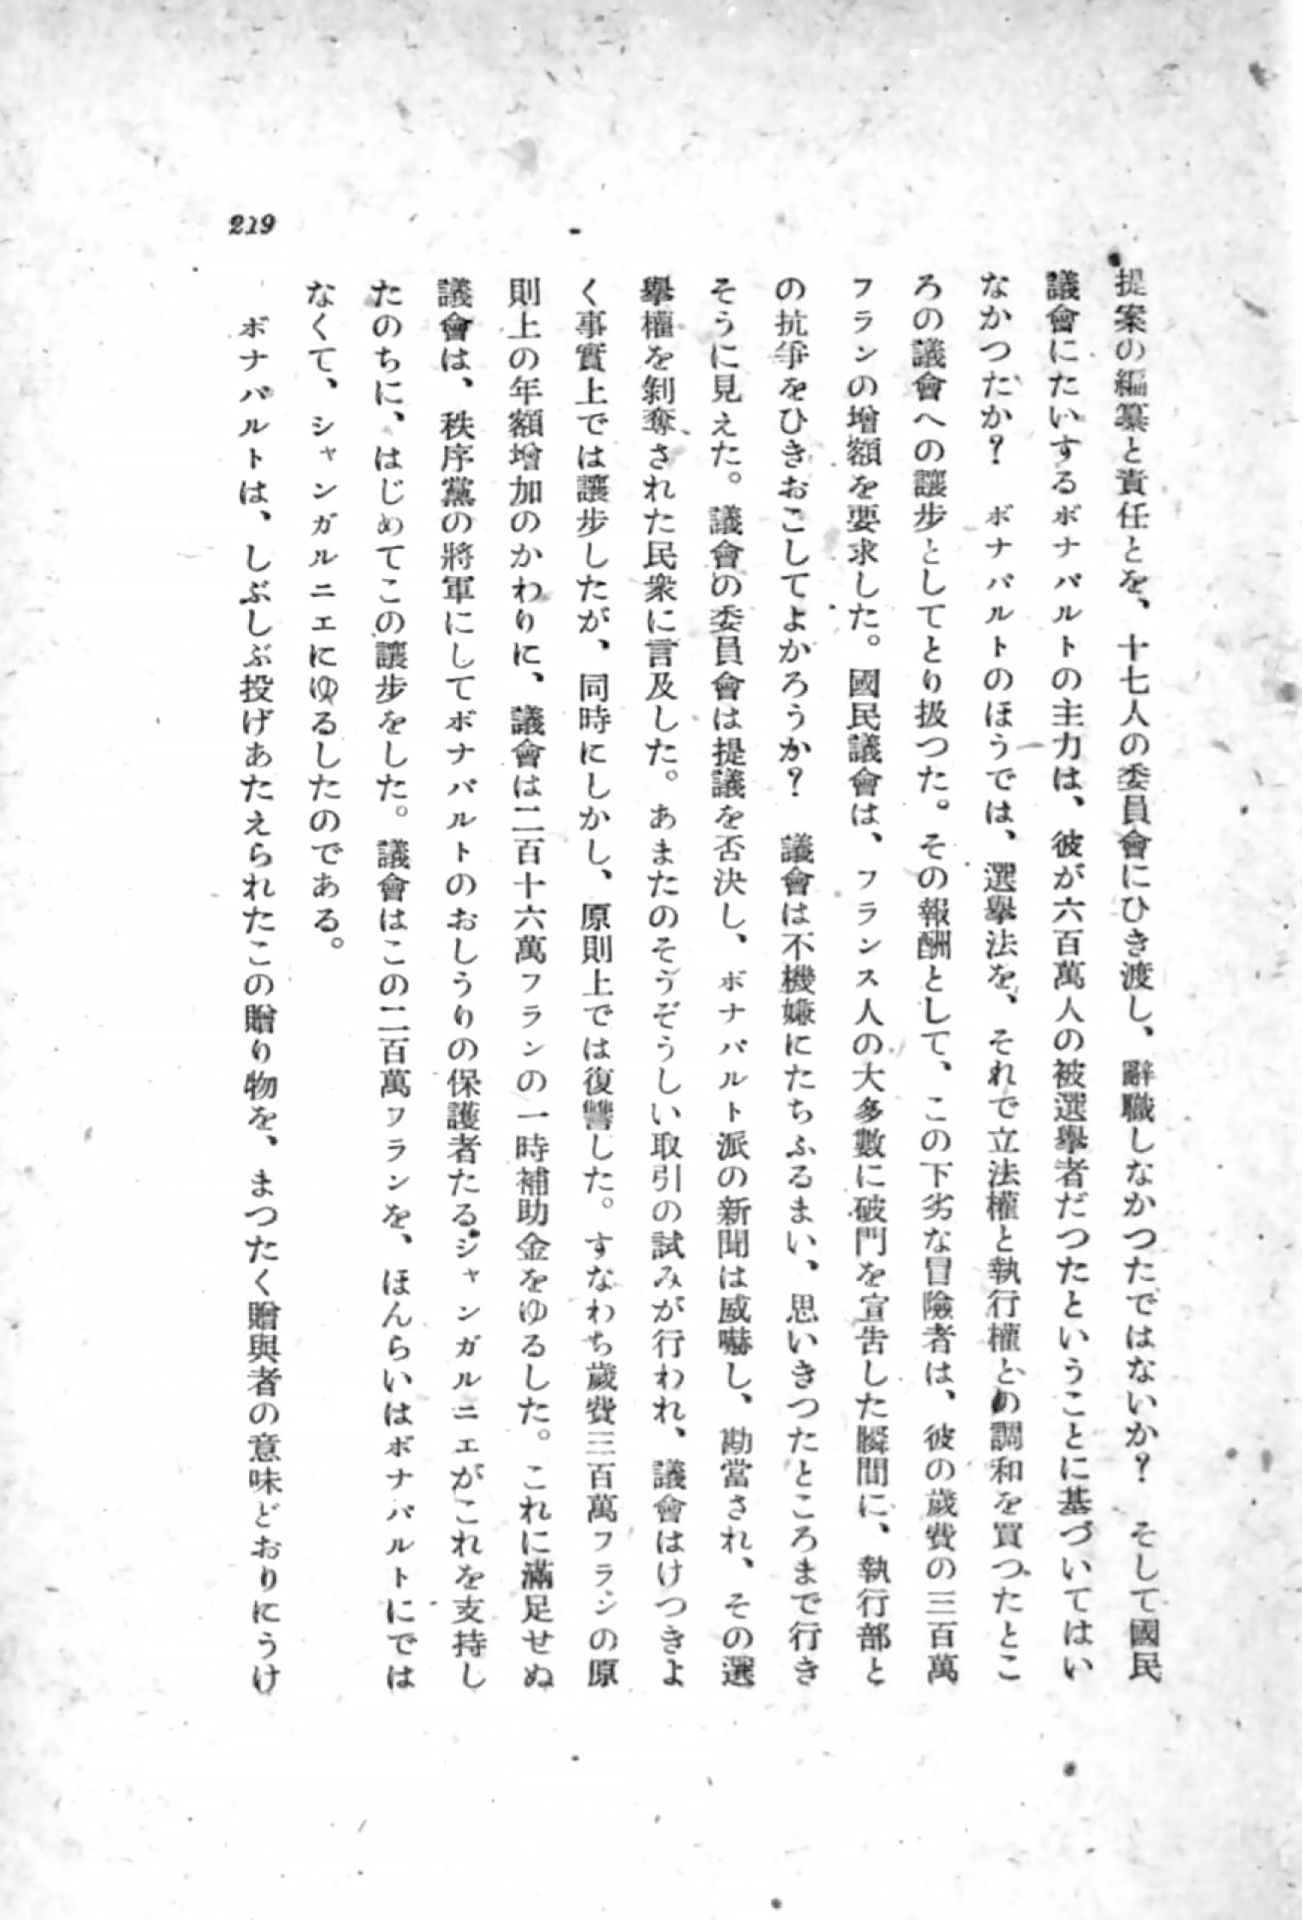 219
提案の編纂と責任とを、十七人の委員會にひき渡し、辭職しなかつたではないか？　そして國民
議會にたいするボナパルトの主力は、彼が六百萬人の被選擧者だつたということに基づいてはい
なかつたか？　ボナパルトのほうでは、選擧法を、それで立法權と執行權との調和を買つたとこ
ろの議會への讓步としてとり扱つた。その報酬として、この下劣な冒險者は、彼の歲費の三百萬
フランの增額を要求した。國民議會は、フランス人の大多數に破門を宣告した瞬間に、執行部と
の抗爭をひきおこしてよかろうか？　議會は不機嫌にたちふるまい、思いきつたところまで行き
そうに見えた。議會の委員會は提議を否決し、ボナパルト派の新聞は威嚇し、勘當され、その選
擧權を剝奪された民衆に言及した。あまたのそうぞうしい取引の試みが行われ、議會はけつきよ
く事實上では讓步したが、同時にしかし、原則上では復讐した。すなわち歲費三百萬フランの原
則上の年額增加のかわりに、議會は二百十六萬フランの一時補助金をゆるした。これに滿足せぬ
議會は、秩序黨の將軍にしてボナパルトのおしうりの保護者たるシャンガルニエがこれを支持し
たのちに、はじめてこの讓步をした。議會はこの二百萬フランを、ほんらいはボナパルトにでは
なくて、シャンガルニエにゆるしたのである。
ボナパルトは、しぶしぶ投げあたえられたこの贈り物を、まつたく贈與者の意味どおりにうけ